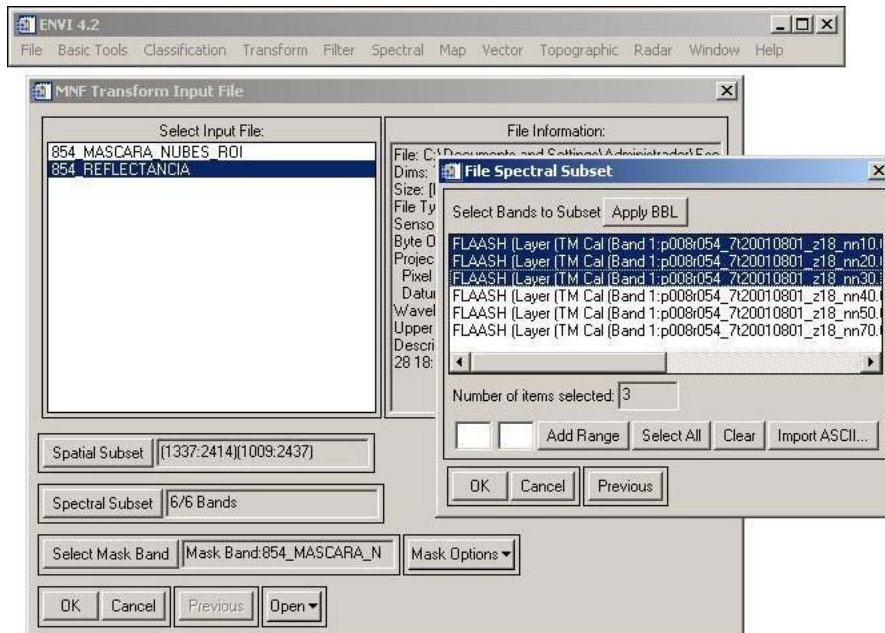 ENVI 4.2
File Basic Tools Classification Transform Filter Spectral Map Vector Topographic Radar Window Help
MNF Transform Input File
Select Input File:
854_MASCARA_NUBES_ROI
854_REFLECTANCIA
File Information:
File: C:\Documents and Settings\Administrador\Esc
Dims:
Size: [
File Ty
Senso
Byte O
Projec
Pixel
Datu
Wavel
Upper
Descri
28 18:
File Spectral Subset
Select Bands to Subset Apply BBL
FLAASH (Layer (TM Cal (Band 1:p008r054_7t20010801_z18_nn10.
FLAASH (Layer (TM Cal (Band 1:p008r054_7t20010801_z18_nn20.
FLAASH (Layer (TM Cal (Band 1:p008r054_7t20010801_z18_nn30.
FLAASH (Layer (TM Cal (Band 1:p008r054_7t20010801_z18_nn40.
FLAASH (Layer (TM Cal (Band 1:p008r054_7t20010801_z18_nn50.
FLAASH (Layer (TM Cal (Band 1:p008r054_7t20010801_z18_nn70.
Number of items selected: 3
Add Range Select All Clear Import ASCII...
OK Cancel Previous
Spatial Subset (1337:2414)(1009:2437)
Spectral Subset 6/6 Bands
Select Mask Band Mask Band:854_MASCARA_N Mask Options
OK Cancel Previous Open